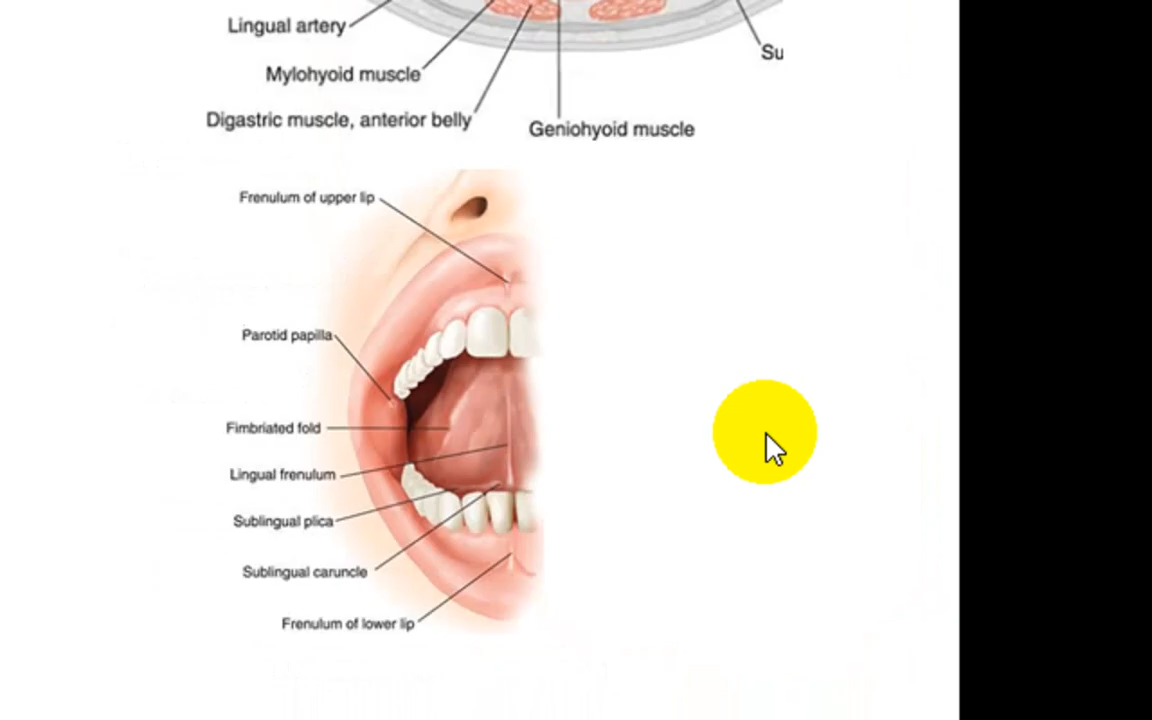 Lingual artery
Su
Mylohyoid muscle
Digastric muscle, anterior belly
Geniohyoid muscle
Frenulum of upper lip
Parotid papilla
Fimbriated fold
Lingual frenulum
Sublingual plica
Sublingual caruncle
Frenulum of lower lip